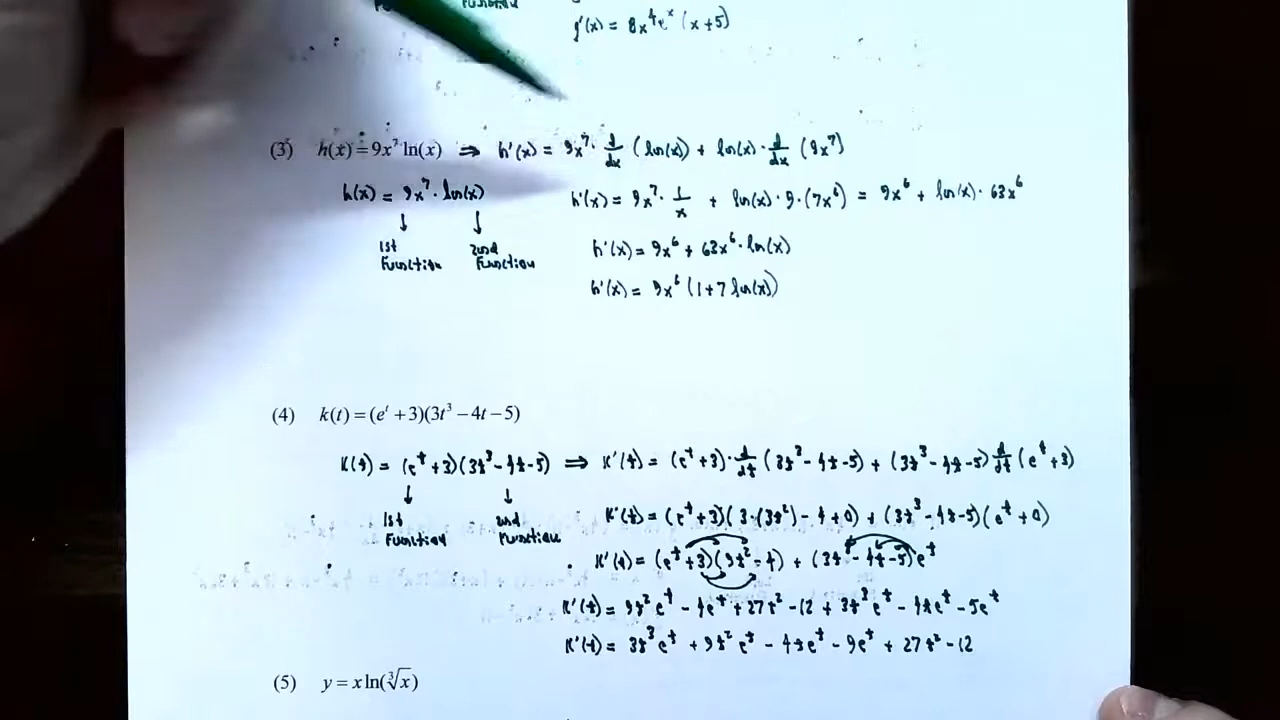 g'(x) = 8x⁴eˣ (x+5)
(3) h(x) = 9x⁷ ln(x) ⇒ h'(x) = 9x⁷ · d/dx (ln(x)) + ln(x) · d/dx (9x⁷)
h(x) = 9x⁷ · ln(x)
h'(x) = 9x⁷ · 1/x + ln(x) · 9 · (7x⁶) = 9x⁶ + ln(x) · 63x⁶
1st Function
2nd Function
h'(x) = 9x⁶ + 63x⁶ · ln(x)
h'(x) = 9x⁶ (1+7 ln(x))
(4) k(t) = (eᵗ + 3)(3t³ − 4t − 5)
K(t) = (eᵗ+3)(3t³−4t−5) ⇒ K'(t) = (eᵗ+3) · d/dt (3t³−4t−5) + (3t³−4t−5) d/dt (eᵗ+3)
1st Function
2nd Function
K'(t) = (eᵗ+3)(3·(3t²)−4+0) + (3t³−4t−5)(eᵗ+0)
K'(t) = (eᵗ+3)(9t²−4) + (3t³−4t−5)eᵗ
K'(t) = 9t²eᵗ − 4eᵗ + 27t² − 12 + 3t³eᵗ − 4teᵗ − 5eᵗ
K'(t) = 3t³eᵗ + 9t²eᵗ − 4teᵗ − 9eᵗ + 27t² − 12
(5) y = x ln(∛x)